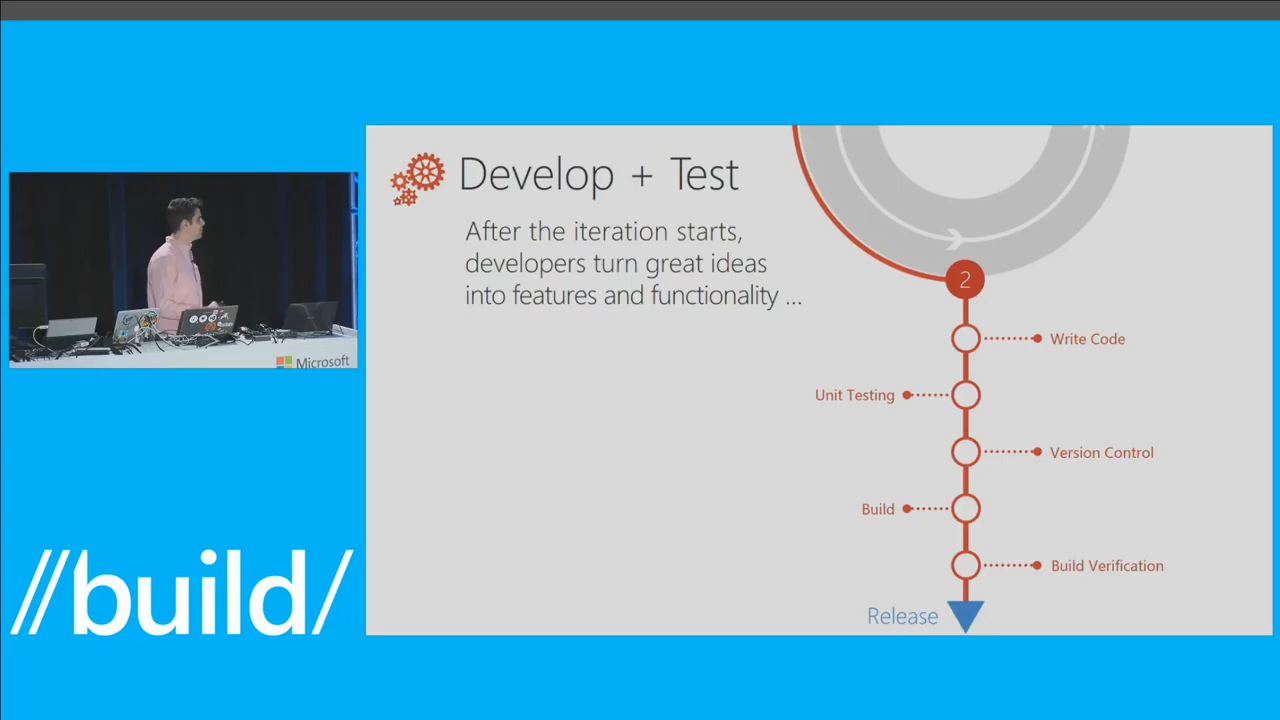 Develop + Test
After the iteration starts,
developers turn great ideas
into features and functionality ...
2
Write Code
Unit Testing
Version Control
Build
Build Verification
Release
Microsoft
//build/